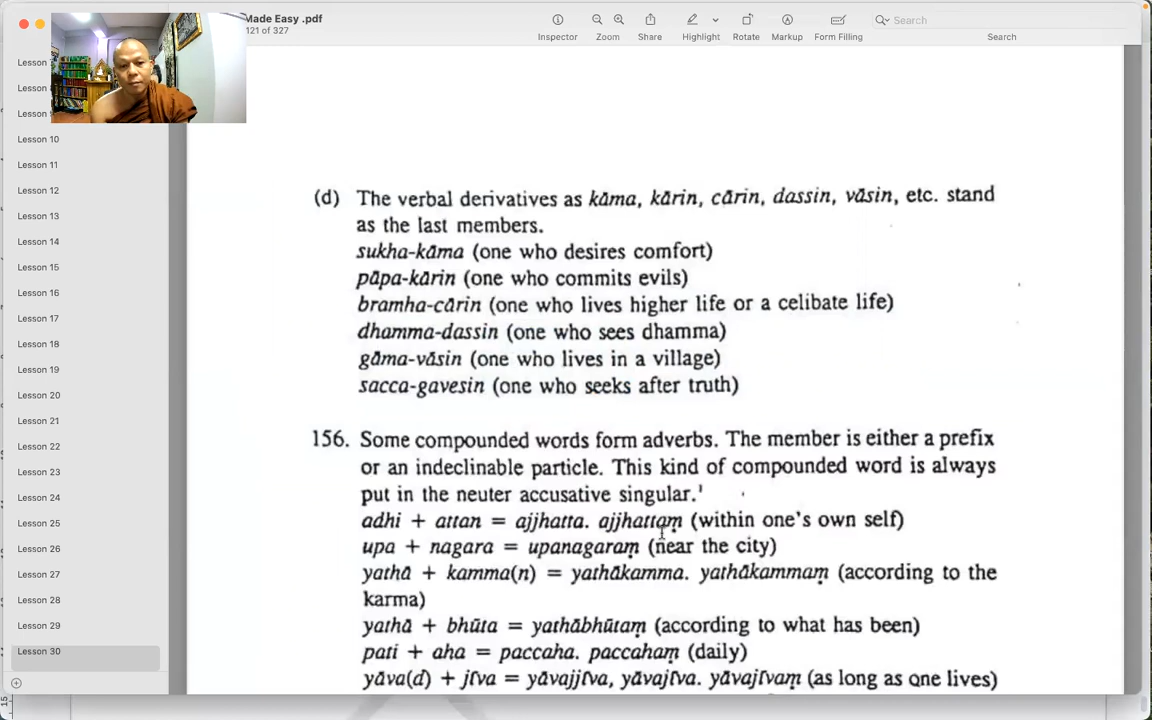 Made Easy .pdf
121 of 327
Inspector
Zoom
Share
Highlight
Rotate
Markup
Form Filling
Search
Search
Lesson
Lesson
Lesson
Lesson 10
Lesson 11
Lesson 12
Lesson 13
Lesson 14
Lesson 15
Lesson 16
Lesson 17
Lesson 18
Lesson 19
Lesson 20
Lesson 21
Lesson 22
Lesson 23
Lesson 24
Lesson 25
Lesson 26
Lesson 27
Lesson 28
Lesson 29
Lesson 30
(d) The verbal derivatives as kāma, kārin, cārin, dassin, vāsin, etc. stand
as the last members.
sukha-kāma (one who desires comfort)
pāpa-kārin (one who commits evils)
bramha-cārin (one who lives higher life or a celibate life)
dhamma-dassin (one who sees dhamma)
gāma-vāsin (one who lives in a village)
sacca-gavesin (one who seeks after truth)
156. Some compounded words form adverbs. The member is either a prefix
or an indeclinable particle. This kind of compounded word is always
put in the neuter accusative singular.¹
adhi + attan = ajjhatta. ajjhattaṃ (within one's own self)
upa + nagara = upanagaraṃ (near the city)
yathā + kamma(n) = yathākamma. yathākammaṃ (according to the
karma)
yathā + bhūta = yathābhūtaṃ (according to what has been)
pati + aha = paccaha. paccahaṃ (daily)
yāva(d) + jīva = yāvajjīva, yāvajīva. yāvajīvaṃ (as long as one lives)